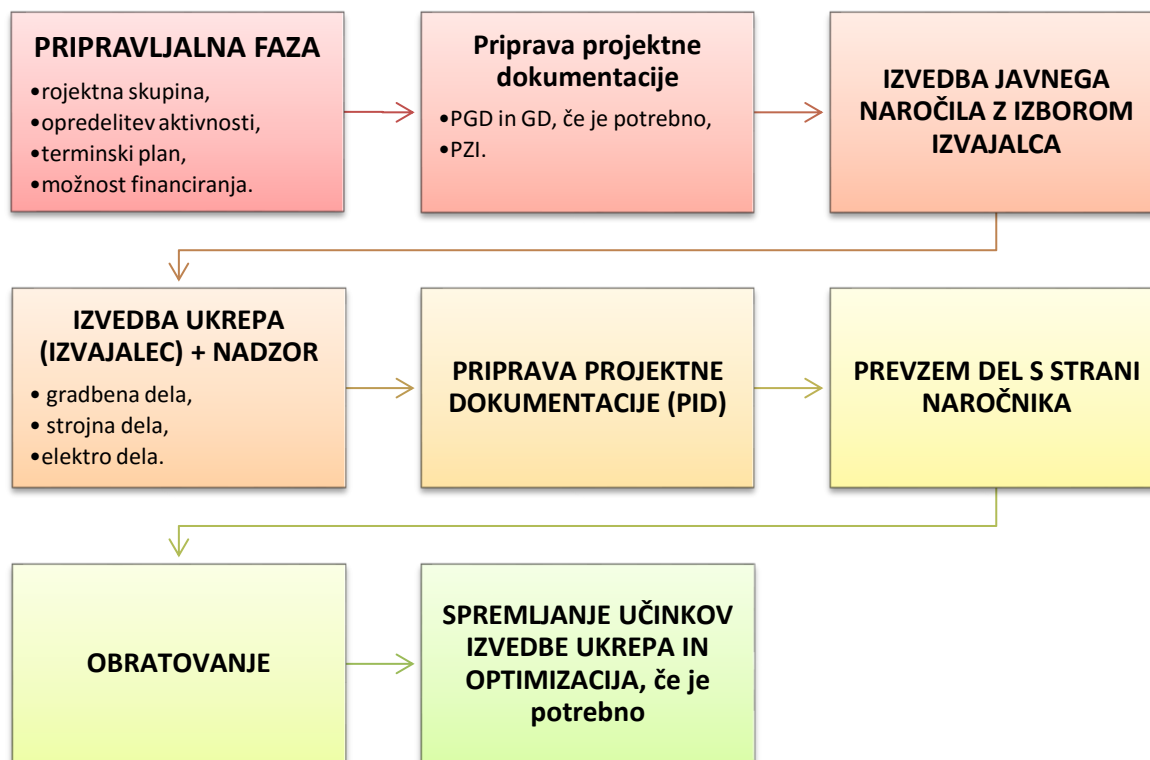 PRIPRAVLJALNA FAZA
•rojektna skupina,
•opredelitev aktivnosti,
•terminski plan,
•možnost financiranja.
Priprava projektne
dokumentacije
•PGD in GD, če je potrebno,
•PZI.
IZVEDBA JAVNEGA
NAROČILA Z IZBOROM
IZVAJALCA
IZVEDBA UKREPA
(IZVAJALEC) + NADZOR
• gradbena dela,
• strojna dela,
•elektro dela.
PRIPRAVA PROJEKTNE
DOKUMENTACIJE (PID)
PREVZEM DEL S STRANI
NAROČNIKA
OBRATOVANJE
SPREMLJANJE UČINKOV
IZVEDBE UKREPA IN
OPTIMIZACIJA, če je
potrebno